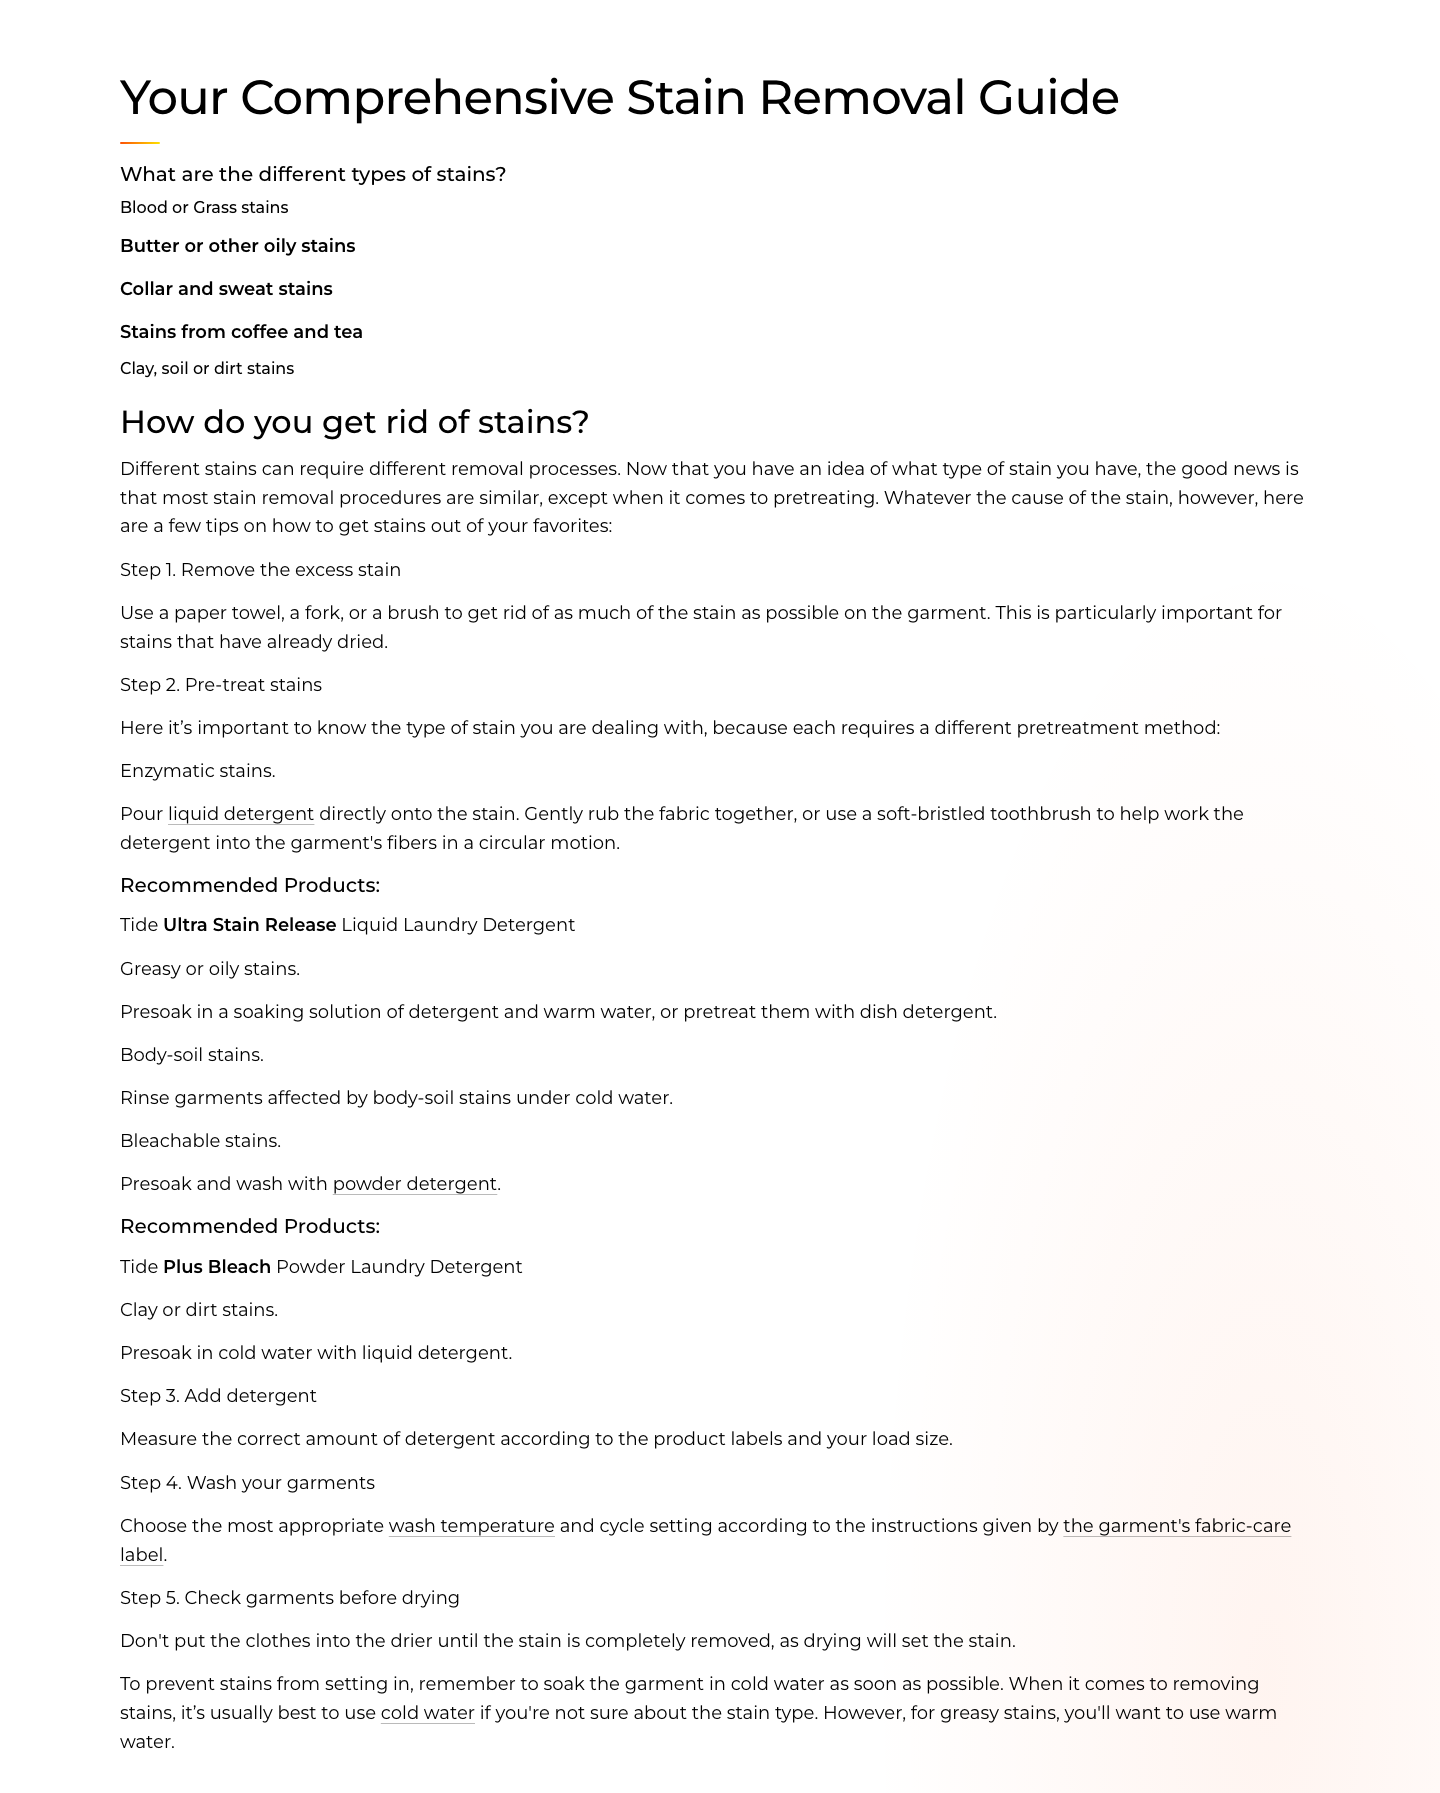 Your Comprehensive Stain Removal Guide
What are the different types of stains?
Blood or Grass stains
Butter or other oily stains
Collar and sweat stains
Stains from coffee and tea
Clay, soil or dirt stains
How do you get rid of stains?
Different stains can require different removal processes. Now that you have an idea of what type of stain you have, the good news is
that most stain removal procedures are similar, except when it comes to pretreating. Whatever the cause of the stain, however, here
are a few tips on how to get stains out of your favorites:
Step 1. Remove the excess stain
Use a paper towel, a fork, or a brush to get rid of as much of the stain as possible on the garment. This is particularly important for
stains that have already dried.
Step 2. Pre-treat stains
Here it’s important to know the type of stain you are dealing with, because each requires a different pretreatment method:
Enzymatic stains.
Pour liquid detergent directly onto the stain. Gently rub the fabric together, or use a soft-bristled toothbrush to help work the
detergent into the garment's fibers in a circular motion.
Recommended Products:
Tide Ultra Stain Release Liquid Laundry Detergent
Greasy or oily stains.
Presoak in a soaking solution of detergent and warm water, or pretreat them with dish detergent.
Body-soil stains.
Rinse garments affected by body-soil stains under cold water.
Bleachable stains.
Presoak and wash with powder detergent.
Recommended Products:
Tide Plus Bleach Powder Laundry Detergent
Clay or dirt stains.
Presoak in cold water with liquid detergent.
Step 3. Add detergent
Measure the correct amount of detergent according to the product labels and your load size.
Step 4. Wash your garments
Choose the most appropriate wash temperature and cycle setting according to the instructions given by the garment's fabric-care
label.
Step 5. Check garments before drying
Don't put the clothes into the drier until the stain is completely removed, as drying will set the stain.
To prevent stains from setting in, remember to soak the garment in cold water as soon as possible. When it comes to removing
stains, it’s usually best to use cold water if you're not sure about the stain type. However, for greasy stains, you'll want to use warm
water.